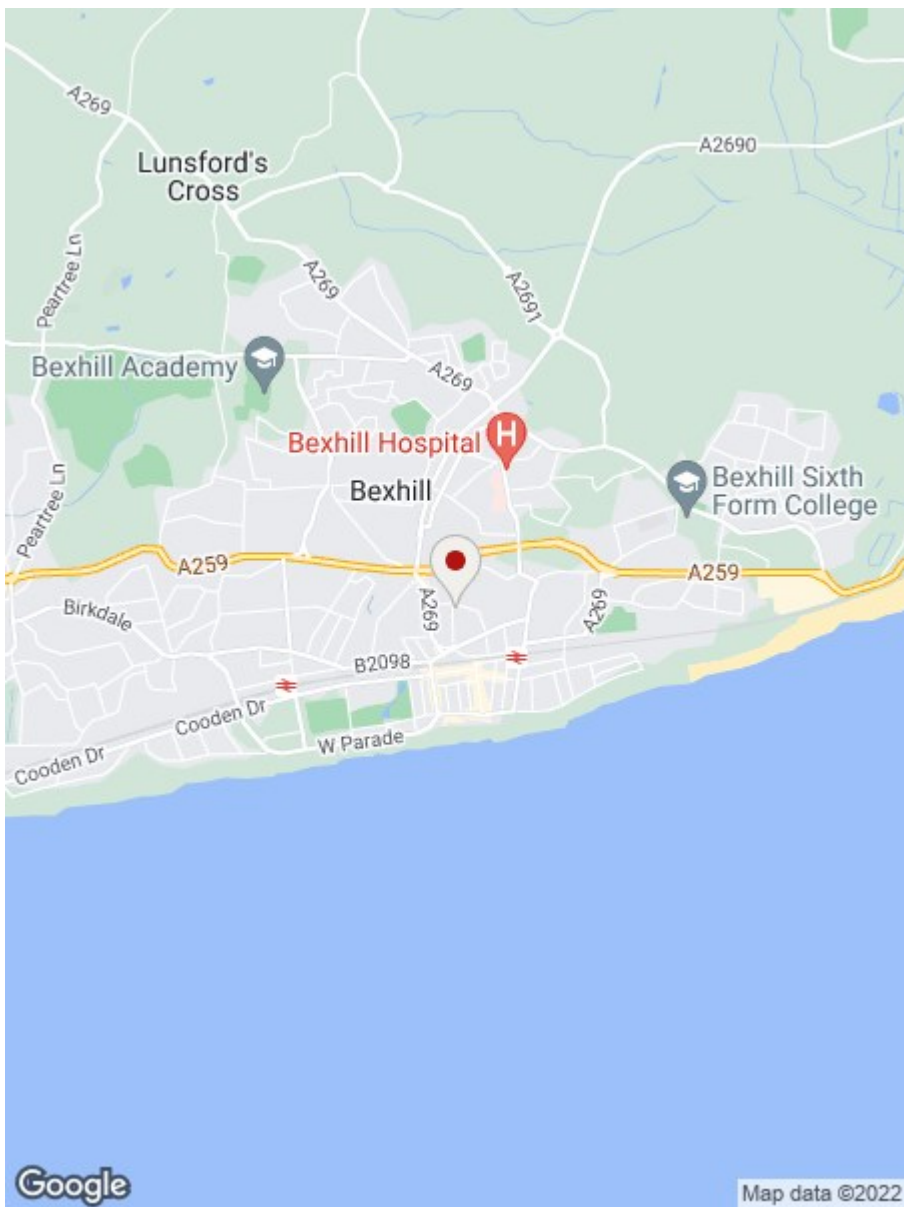 A269
A2690
Lunsford's
Cross
Peartree Ln
A269
A2691
Bexhill Academy
A269
Bexhill Hospital
H
Bexhill
Bexhill Sixth
Form College
Peartree Ln
A259
A259
Birkdale
A269
A269
B2098
Cooden Dr
W Parade
Cooden Dr
Google
Map data ©2022